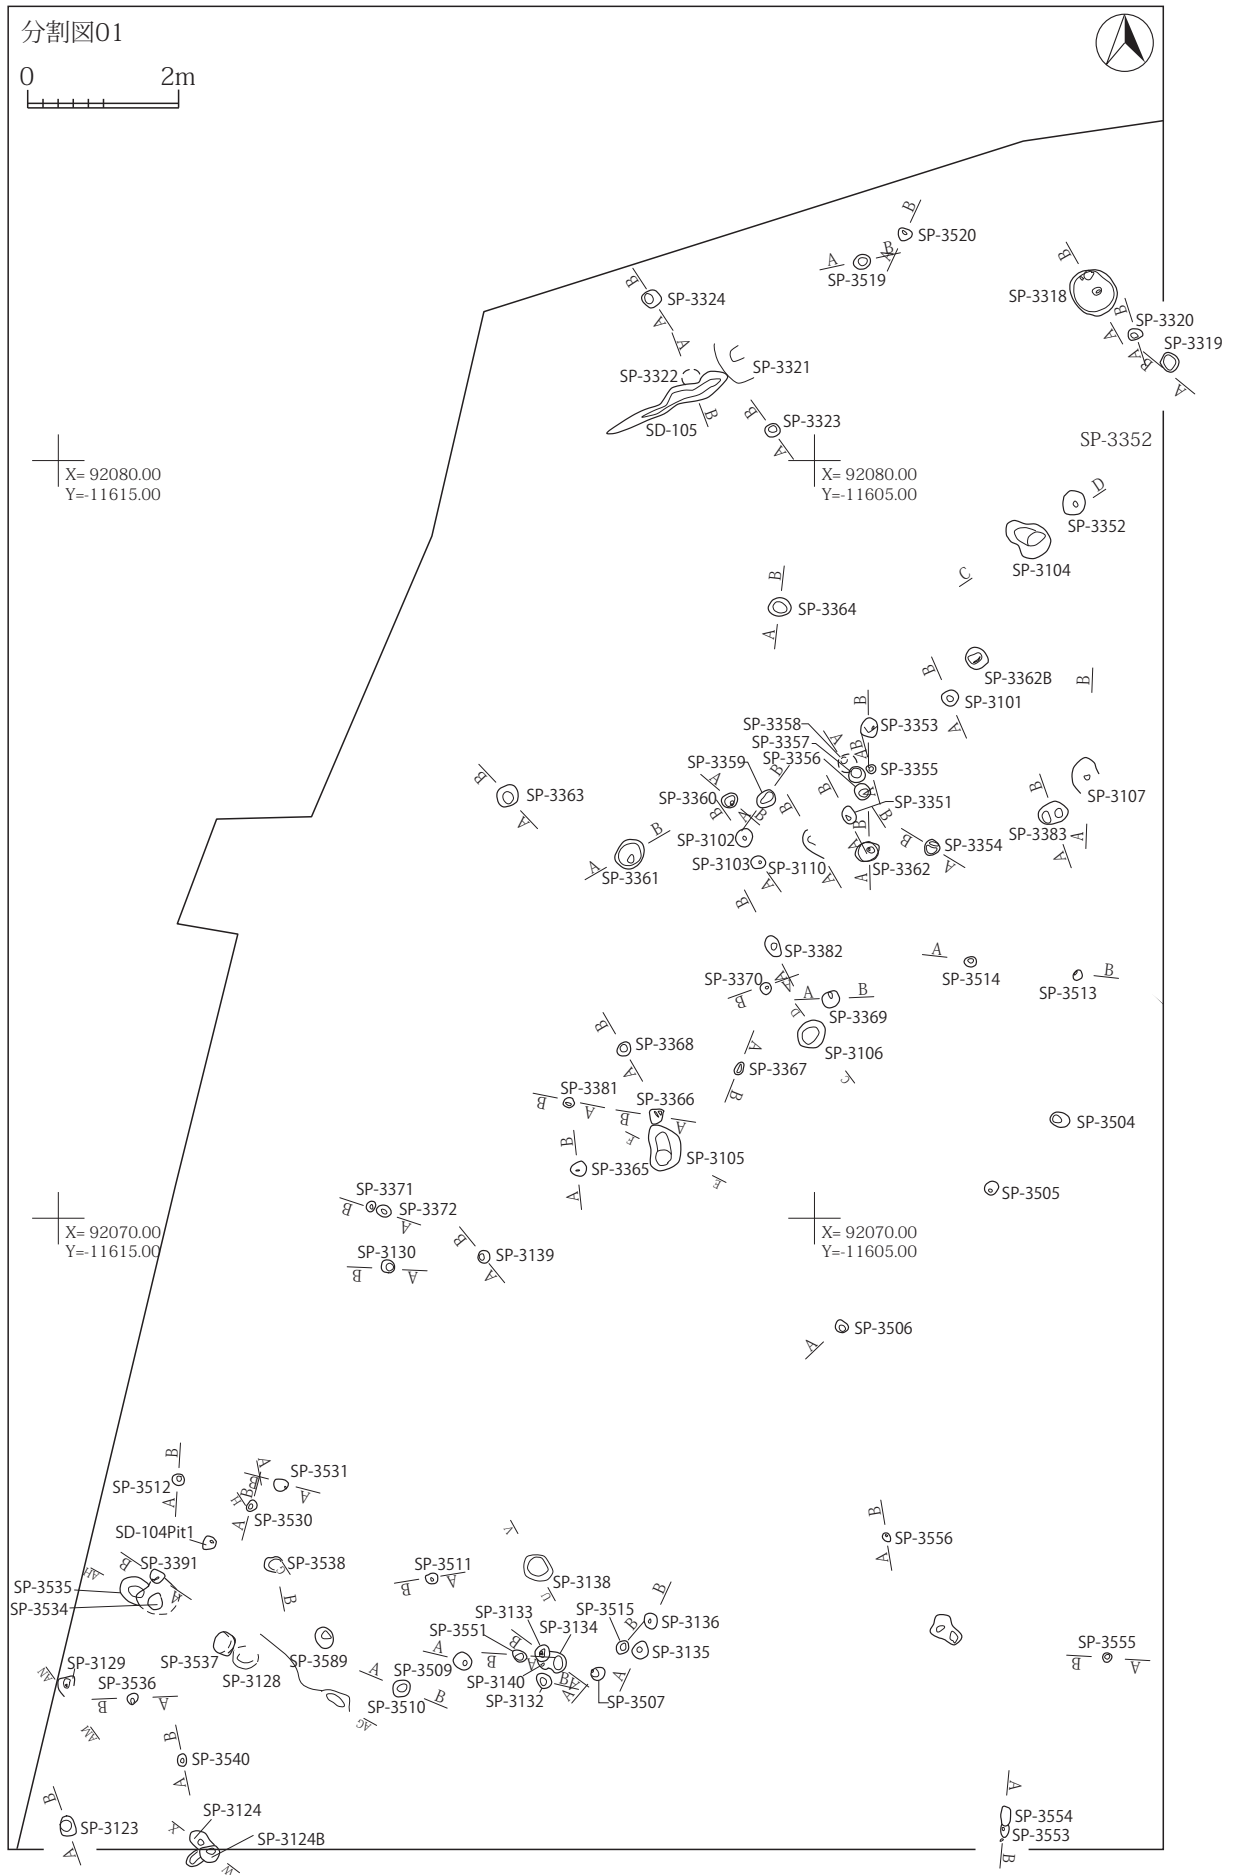 分割図01
0 2m
B
SP-3520
A B A
SP-3519
B
SP-3318
B
SP-3324
A
A
B
SP-3320
A
A
B
SP-3319
A
SP-3321
SP-3322
B
SD-105
B
SP-3323
A
SP-3352
X= 92080.00
Y=-11615.00
X= 92080.00
Y=-11605.00
D
SP-3352
SP-3104
C
B
SP-3364
A
B
SP-3362B
B
SP-3101
A
B
SP-3353
SP-3358
A
SP-3357
SP-3356
A B
SP-3355
SP-3359
B
B
SP-3363
A
A
SP-3360
B
A B
B
B
A
SP-3351
B
SP-3107
B
SP-3383
A
A
SP-3102
B
SP-3361
A
SP-3103
A
SP-3110
A
B
A
SP-3362
A
B
SP-3354
A
B
SP-3382
A
SP-3370
A
B
A
B
SP-3369
D
SP-3106
C
A
SP-3514
SP-3513
B
B
SP-3368
A
A
SP-3367
B
SP-3381
B
A
SP-3366
B
A
F
SP-3105
E
B
SP-3365
A
SP-3504
SP-3505
SP-3371
B
SP-3372
A
X= 92070.00
Y=-11615.00
X= 92070.00
Y=-11605.00
SP-3130
B
A
B
SP-3139
A
SP-3506
A
B
SP-3512
A
A
B
SP-3531
A
H
B
SP-3530
A
SD-104Pit1
B
SP-3391
AH
SP-3535
SP-3534
SP-3538
B
SP-3511
B
A
V
SP-3138
U
B
SP-3556
A
SP-3133
SP-3134
SP-3515
B
SP-3136
B
SP-3551
B
SP-3135
A
SP-3537
SP-3128
SP-3589
A
SP-3509
A
B
A
SP-3140
SP-3132
B
A
SP-3507
SP-3510
B
AG
SP-3129
AN
SP-3536
B
A
AM
SP-3555
B
A
B
SP-3540
A
B
SP-3123
A
SP-3124
X
SP-3124B
W
A
SP-3554
SP-3553
B